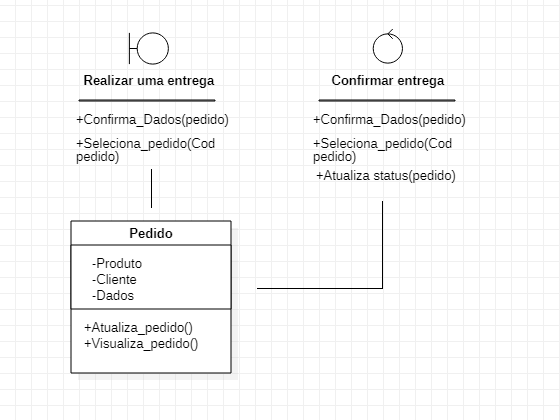 Realizar uma entrega
+Confirma_Dados(pedido)
+Seleciona_pedido(Cod
pedido)
Confirmar entrega
+Confirma_Dados(pedido)
+Seleciona_pedido(Cod
pedido)
+Atualiza status(pedido)
Pedido
-Produto
-Cliente
-Dados
+Atualiza_pedido()
+Visualiza_pedido()